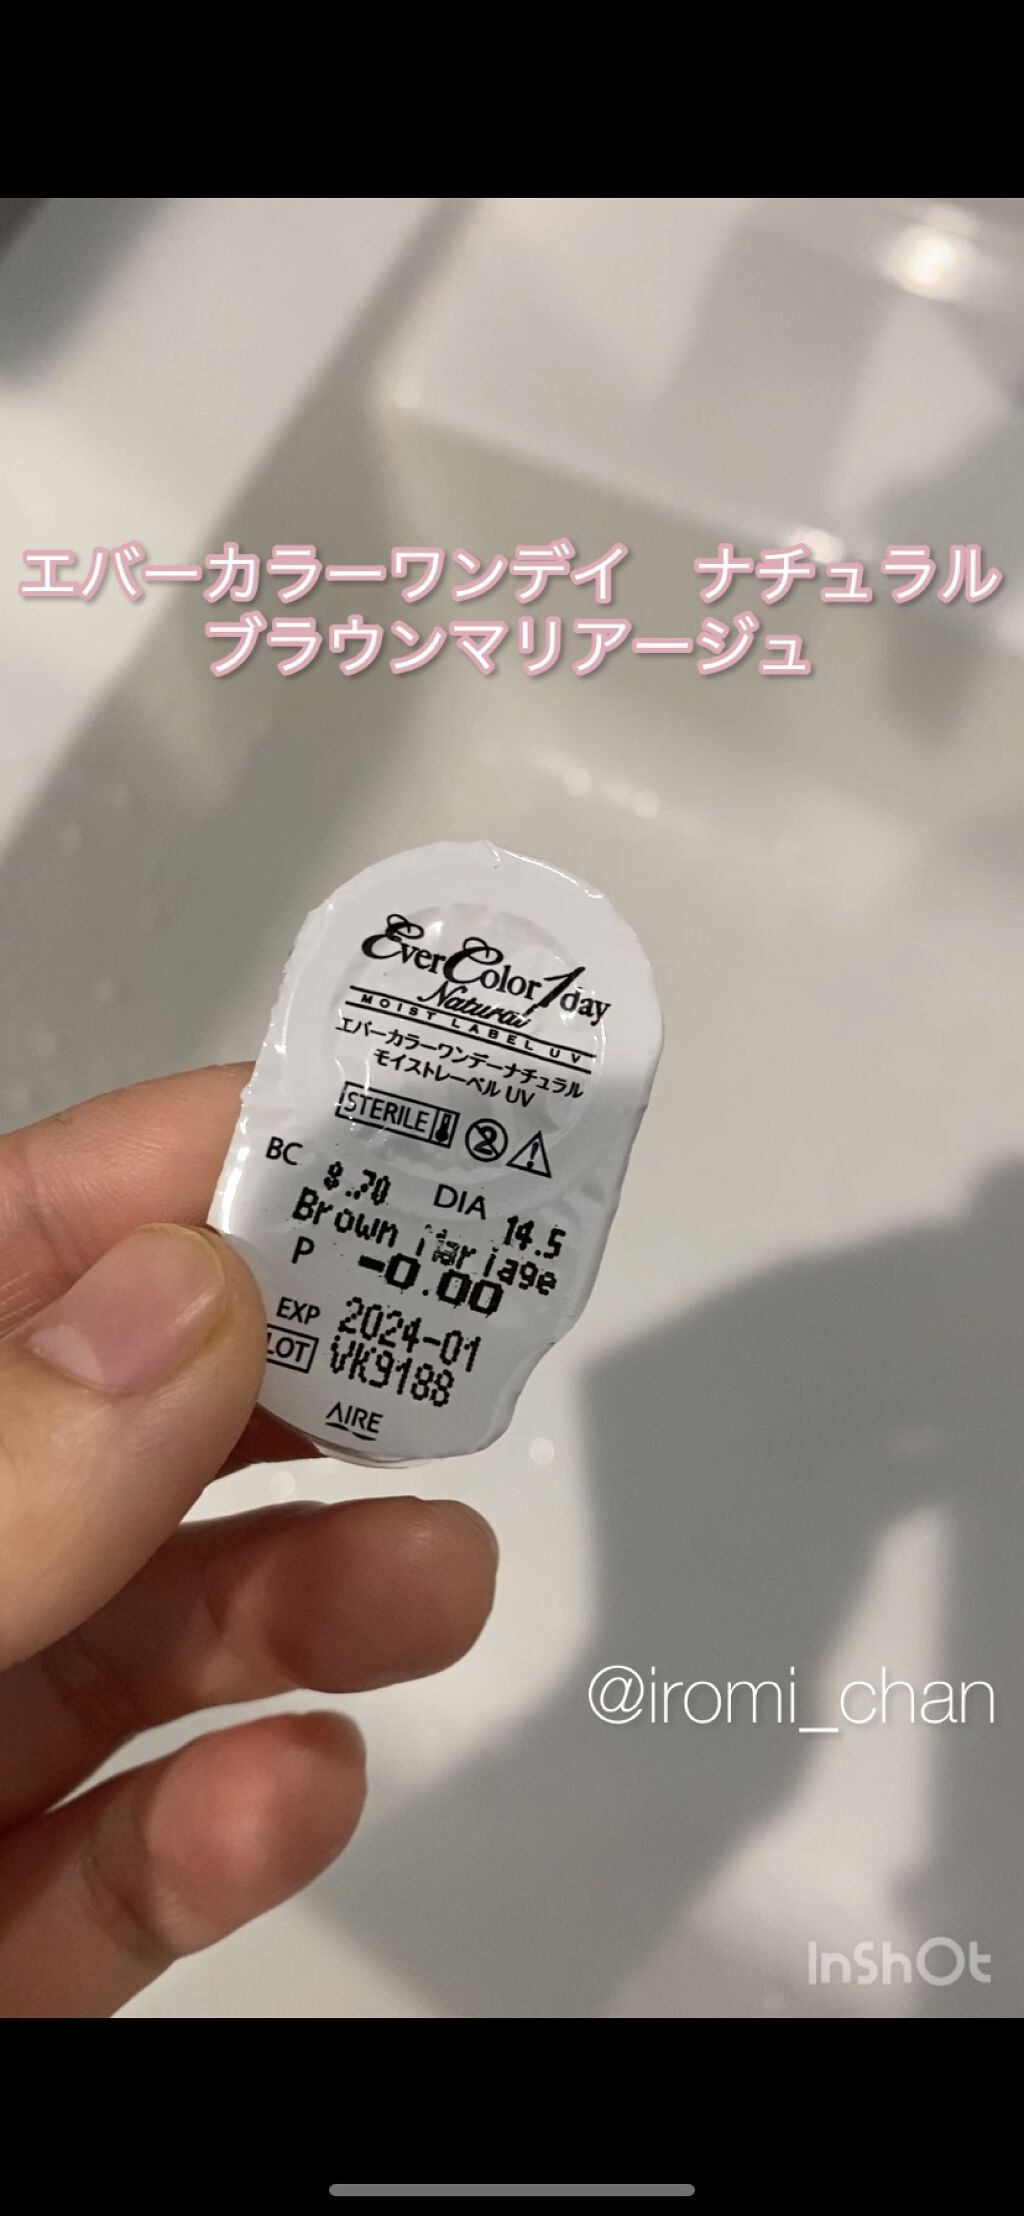 エバーカラーワンデイ　ナチュラル
ブラウンマリアージュ
EverColor1day
Natural
MOIST LABEL UV
エバーカラーワンデーナチュラル
モイストレーベル UV
STERILE
BC 8.70 DIA 14.5
Brown Mariage
P -0.00
EXP 2024-01
LOT VK9188
AIRE
@iromi_chan
InShOt